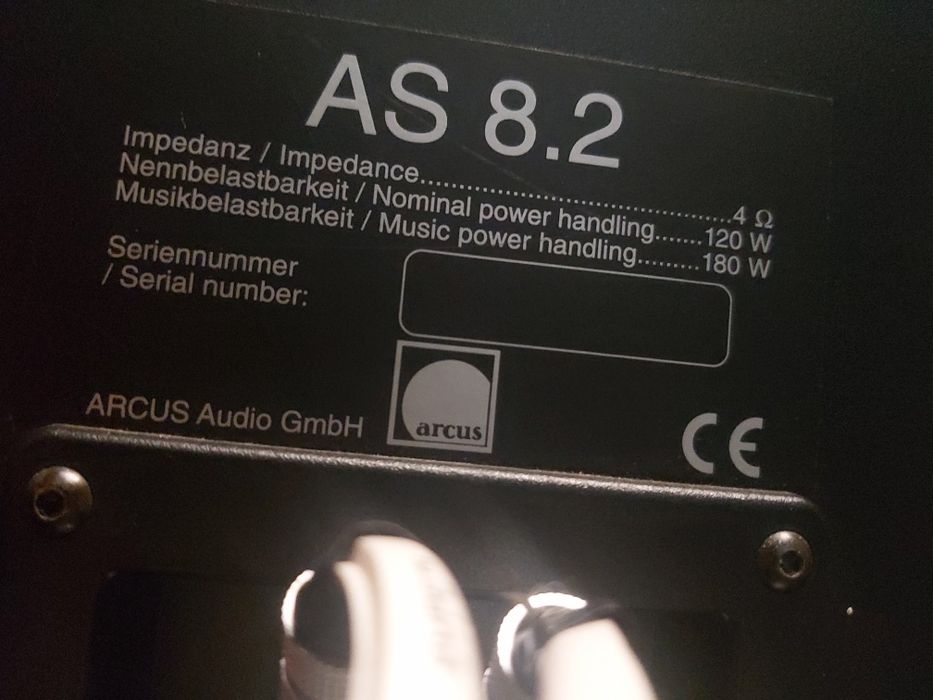 AS 8.2
Impedanz / Impedance..........................................4 Ω
Nennbelastbarkeit / Nominal power handling.......120 W
Musikbelastbarkeit / Music power handling.........180 W
Seriennummer
/ Serial number:
arcus
ARCUS Audio GmbH
CE